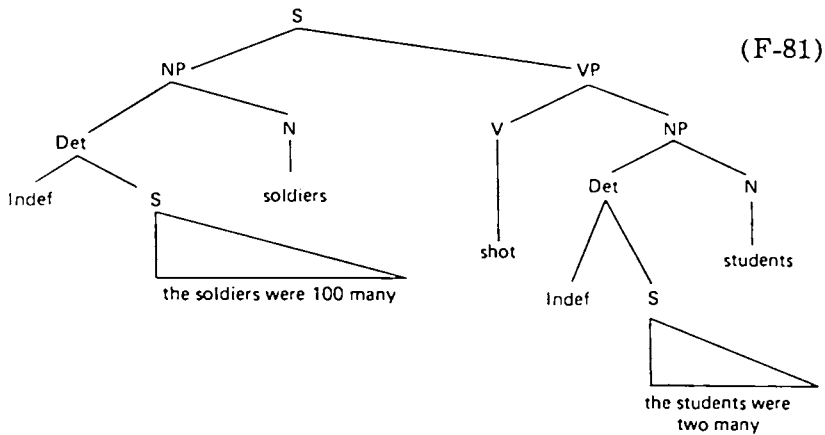 S
(F-81)
NP
VP
Det
N
V
NP
Indef
S
soldiers
Det
N
shot
students
the soldiers were 100 many
Indef
S
the students were
two many